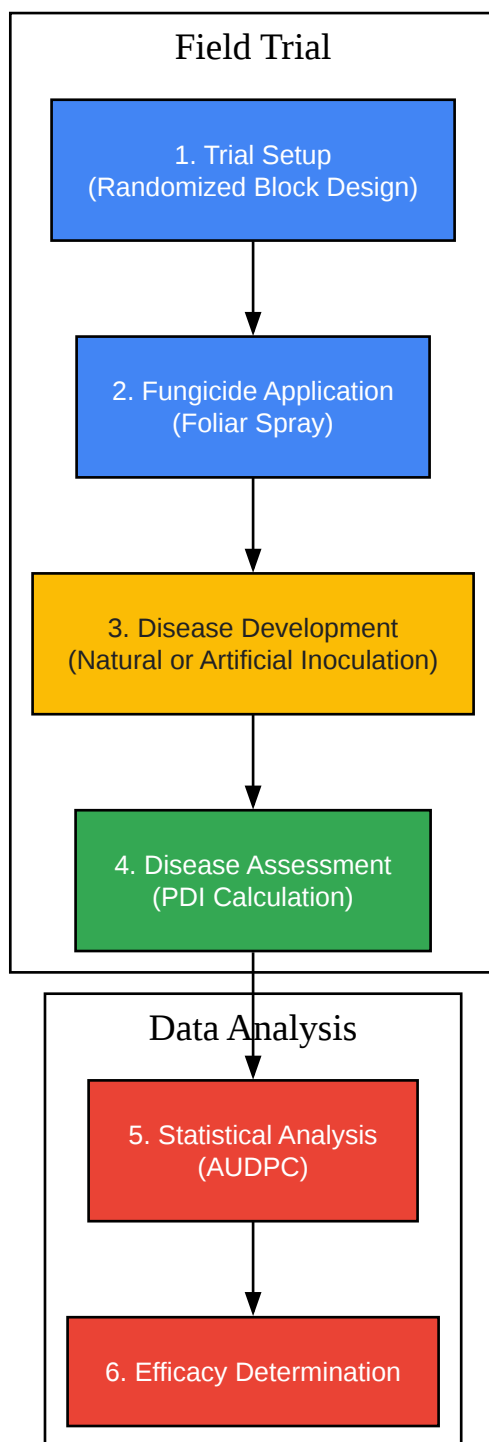 Field Trial
1. Trial Setup
(Randomized Block Design)
2. Fungicide Application
(Foliar Spray)
3. Disease Development
(Natural or Artificial Inoculation)
4. Disease Assessment
(PDI Calculation)
Data Analysis
5. Statistical Analysis
(AUDPC)
6. Efficacy Determination